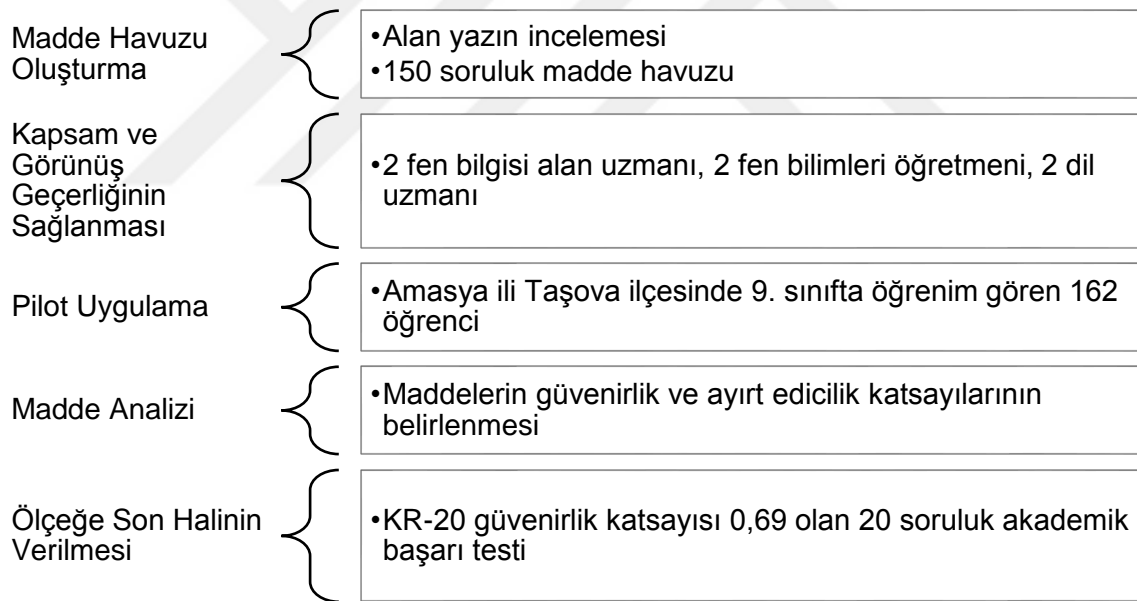 Madde Havuzu
Oluşturma
•Alan yazın incelemesi
•150 soruluk madde havuzu
Kapsam ve
Görünüş
Geçerliğinin
Sağlanması
•2 fen bilgisi alan uzmanı, 2 fen bilimleri öğretmeni, 2 dil
uzmanı
Pilot Uygulama
•Amasya ili Taşova ilçesinde 9. sınıfta öğrenim gören 162
öğrenci
Madde Analizi
•Maddelerin güvenirlik ve ayırt edicilik katsayılarının
belirlenmesi
Ölçeğe Son Halinin
Verilmesi
•KR-20 güvenirlik katsayısı 0,69 olan 20 soruluk akademik
başarı testi